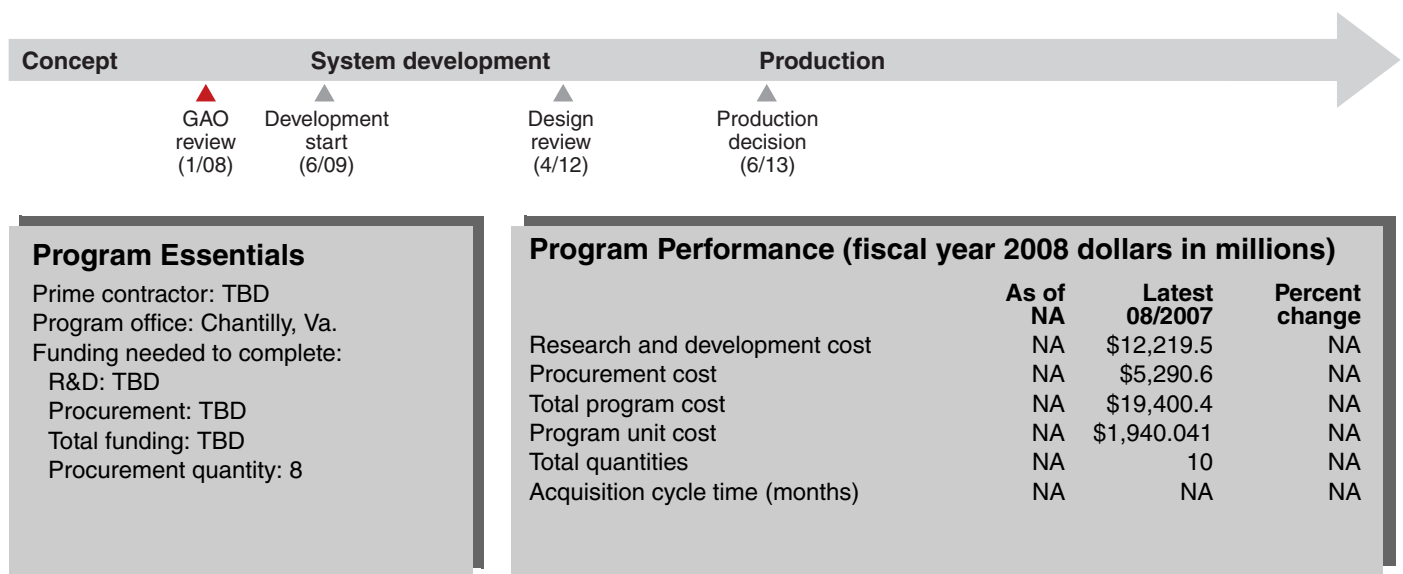 Concept System development Production
GAO review (1/08)
Development start (6/09)
Design review (4/12)
Production decision (6/13)
Program Essentials
Prime contractor: TBD
Program office: Chantilly, Va.
Funding needed to complete:
R&D: TBD
Procurement: TBD
Total funding: TBD
Procurement quantity: 8
Program Performance (fiscal year 2008 dollars in millions)
As of NA Latest 08/2007 Percent change
Research and development cost NA $12,219.5 NA
Procurement cost NA $5,290.6 NA
Total program cost NA $19,400.4 NA
Program unit cost NA $1,940.041 NA
Total quantities NA 10 NA
Acquisition cycle time (months) NA NA NA